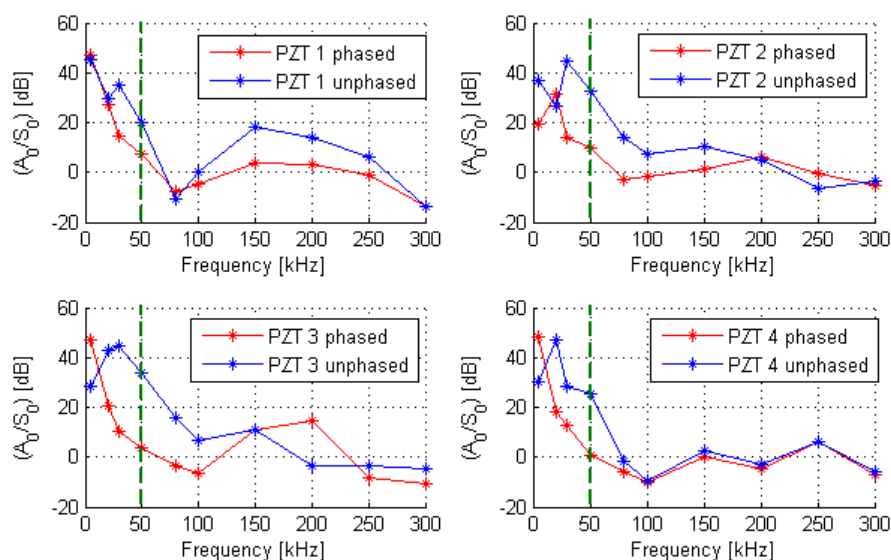 60
40
20
0
-20
(A0/S0) [dB]
PZT 1 phased
PZT 1 unphased
0 50 100 150 200 250 300
Frequency [kHz]
60
40
20
0
-20
(A0/S0) [dB]
PZT 2 phased
PZT 2 unphased
0 50 100 150 200 250 300
Frequency [kHz]
60
40
20
0
-20
(A0/S0) [dB]
PZT 3 phased
PZT 3 unphased
0 50 100 150 200 250 300
Frequency [kHz]
60
40
20
0
-20
(A0/S0) [dB]
PZT 4 phased
PZT 4 unphased
0 50 100 150 200 250 300
Frequency [kHz]